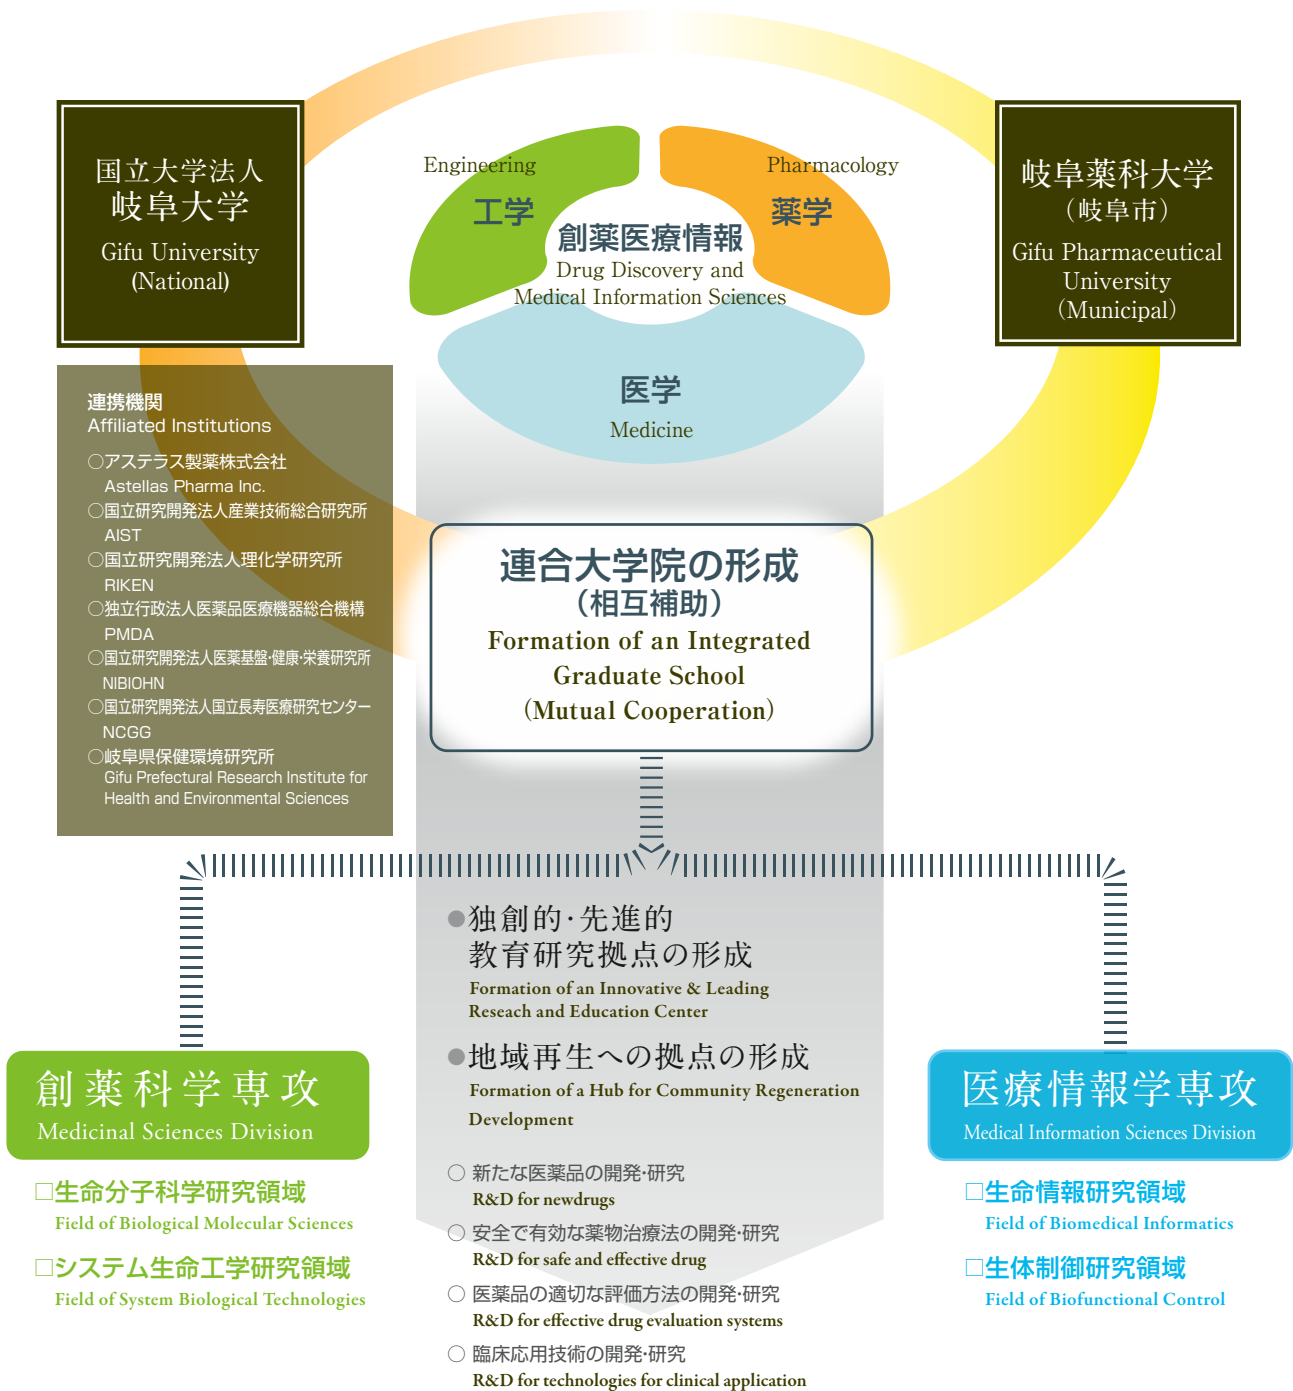 国立大学法人
岐阜大学
Gifu University
(National)
Engineering
工学
Pharmacology
薬学
創薬医療情報
Drug Discovery and
Medical Information Sciences
医学
Medicine
岐阜薬科大学
（岐阜市）
Gifu Pharmaceutical
University
（Municipal）
連携機関
Affiliated Institutions
○アステラス製薬株式会社
Astellas Pharma Inc.
○国立研究開発法人産業技術総合研究所
AIST
○国立研究開発法人理化学研究所
RIKEN
○独立行政法人医薬品医療機器総合機構
PMDA
○国立研究開発法人医薬基盤・健康・栄養研究所
NIBIOHN
○国立研究開発法人国立長寿医療研究センター
NCGG
○岐阜県保健環境研究所
Gifu Prefectural Research Institute for
Health and Environmental Sciences
連合大学院の形成
（相互補助）
Formation of an Integrated
Graduate School
（Mutual Cooperation）
●独創的・先進的
教育研究拠点の形成
Formation of an Innovative & Leading
Reseach and Education Center
●地域再生への拠点の形成
Formation of a Hub for Community Regeneration
Development
○ 新たな医薬品の開発・研究
R&D for newdrugs
○ 安全で有効な薬物治療法の開発・研究
R&D for safe and effective drug
○ 医薬品の適切な評価方法の開発・研究
R&D for effective drug evaluation systems
○ 臨床応用技術の開発・研究
R&D for technologies for clinical application
創薬科学専攻
Medicinal Sciences Division
□生命分子科学研究領域
Field of Biological Molecular Sciences
□システム生命工学研究領域
Field of System Biological Technologies
医療情報学専攻
Medical Information Sciences Division
□生命情報研究領域
Field of Biomedical Informatics
□生体制御研究領域
Field of Biofunctional Control